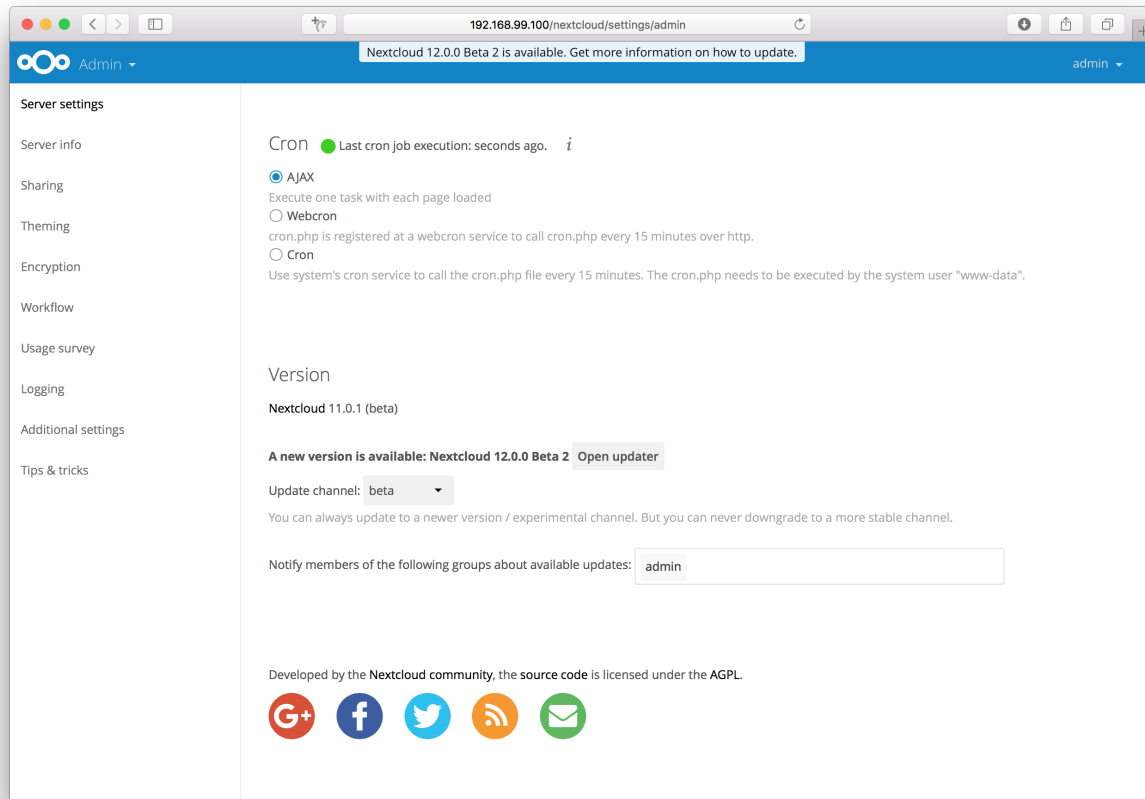 192.168.99.100/nextcloud/settings/admin
Nextcloud 12.0.0 Beta 2 is available. Get more information on how to update.
Admin
admin
Server settings
Server info
Sharing
Theming
Encryption
Workflow
Usage survey
Logging
Additional settings
Tips & tricks
Cron Last cron job execution: seconds ago. i
AJAX
Execute one task with each page loaded
Webcron
cron.php is registered at a webcron service to call cron.php every 15 minutes over http.
Cron
Use system's cron service to call the cron.php file every 15 minutes. The cron.php needs to be executed by the system user "www-data".
Version
Nextcloud 11.0.1 (beta)
A new version is available: Nextcloud 12.0.0 Beta 2 Open updater
Update channel: beta
You can always update to a newer version / experimental channel. But you can never downgrade to a more stable channel.
Notify members of the following groups about available updates: admin
Developed by the Nextcloud community, the source code is licensed under the AGPL.
G+ f